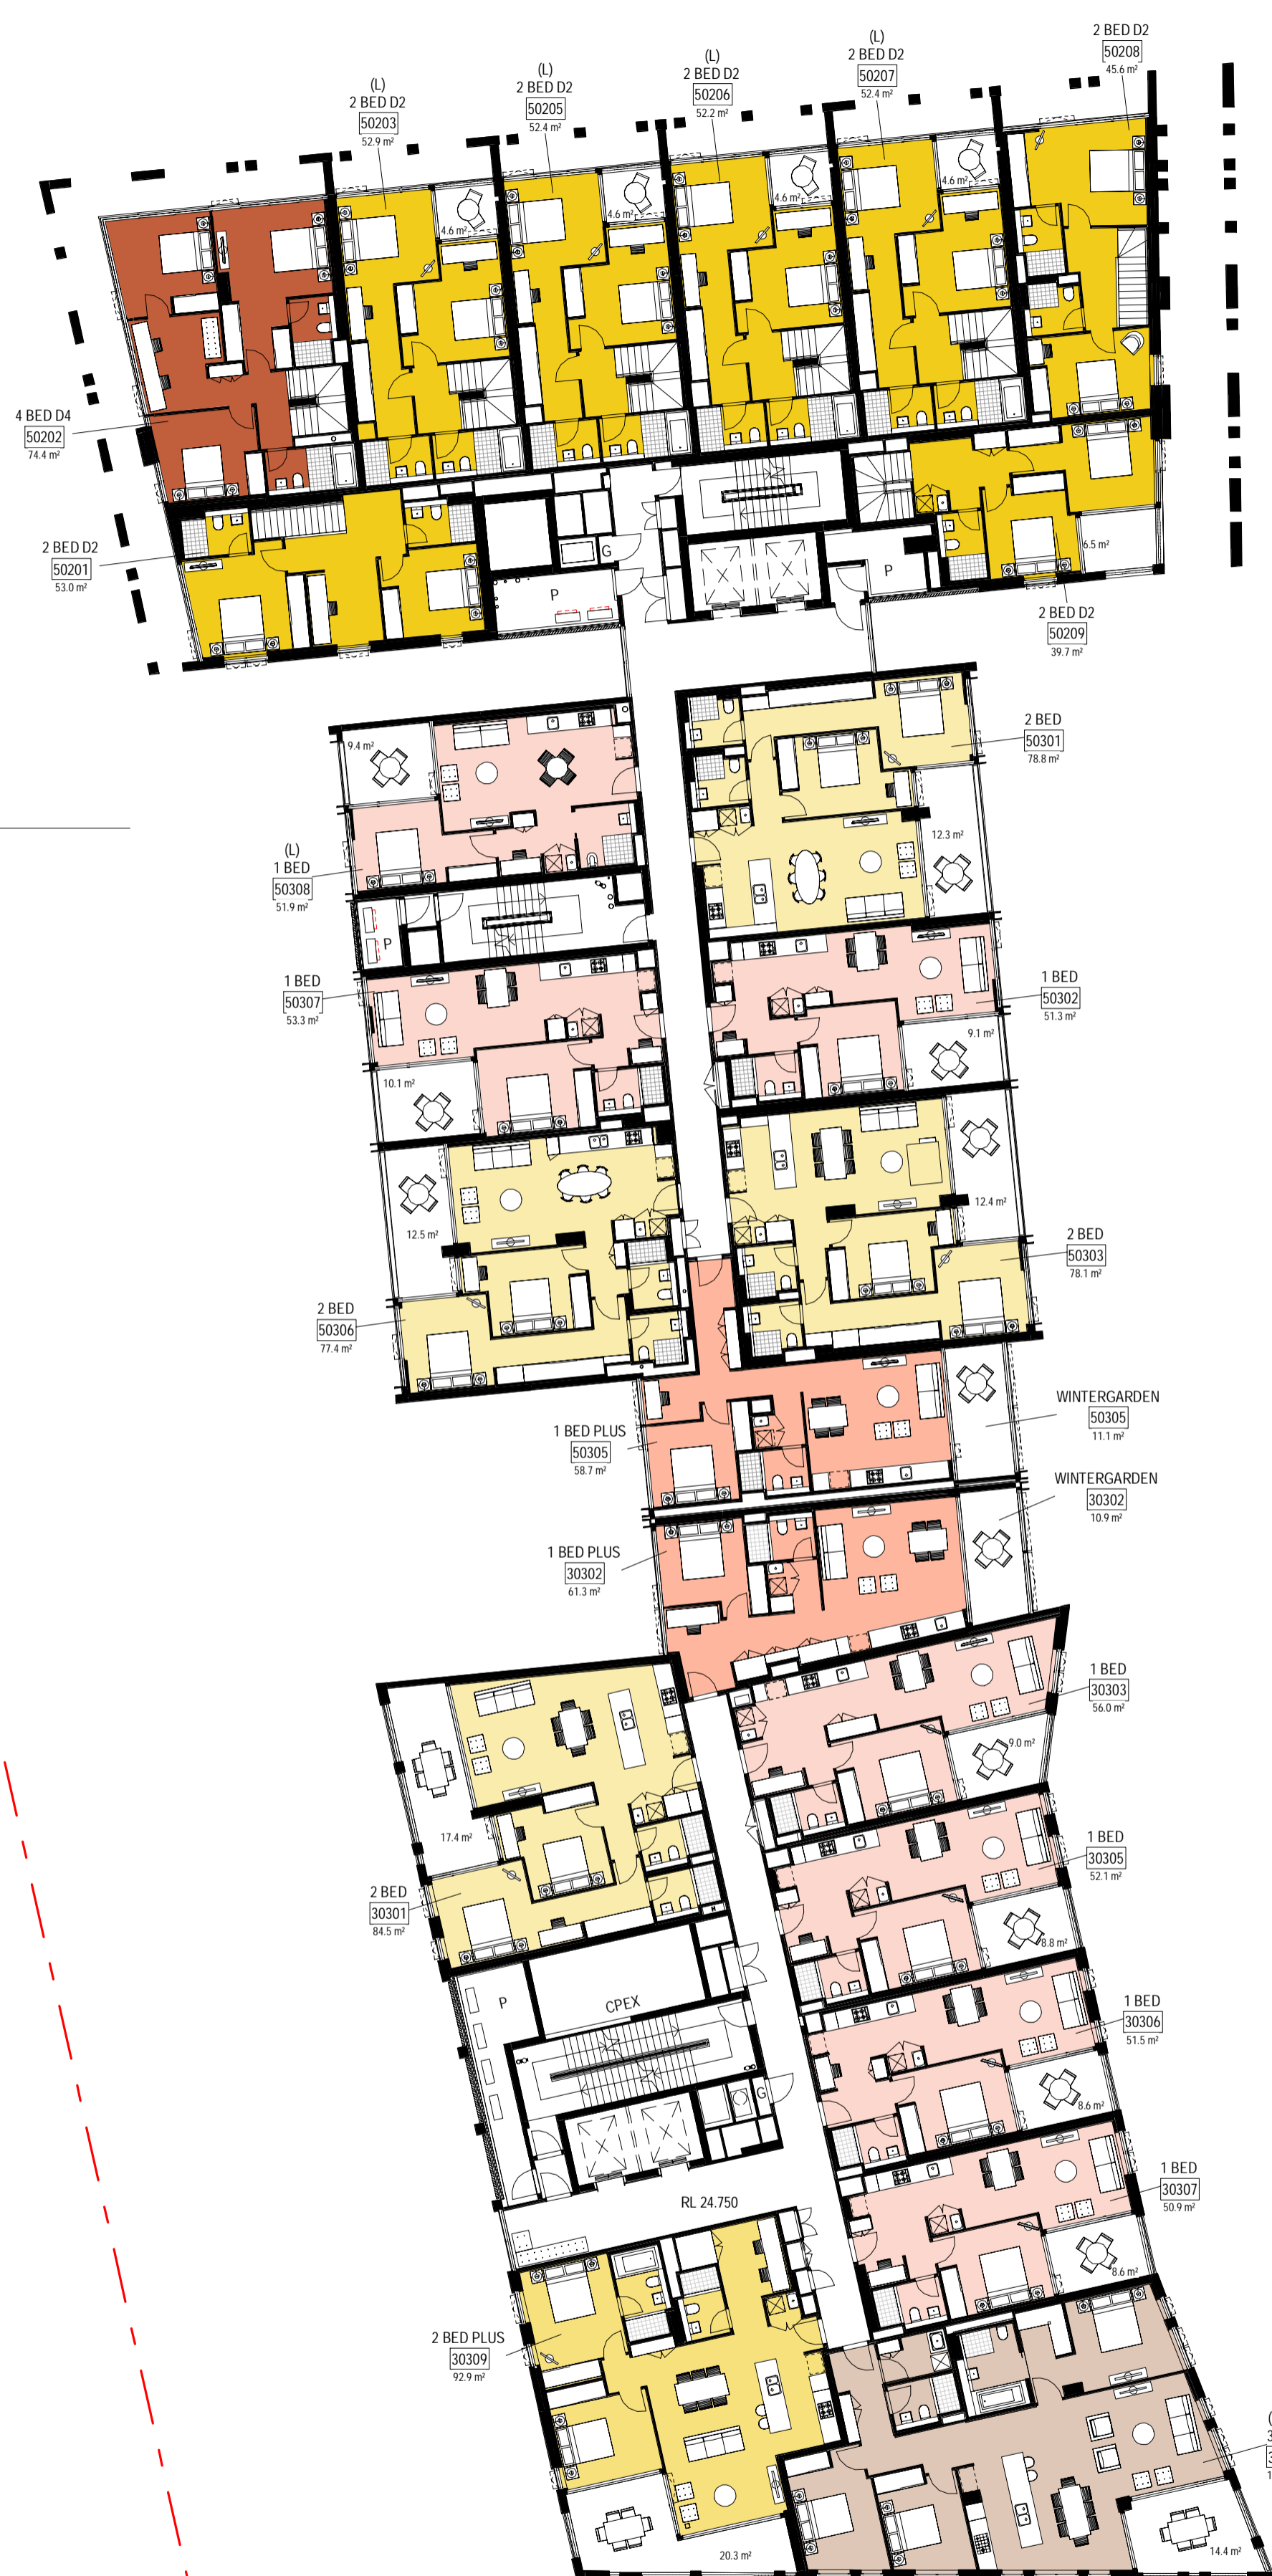 2 BED D2
50208
45.6 m²
(L)
2 BED D2
50207
52.4 m²
(L)
2 BED D2
50206
52.2 m²
(L)
2 BED D2
50205
52.4 m²
(L)
2 BED D2
50203
52.9 m²
4.6 m²
4.6 m²
4.6 m²
4.6 m²
4 BED D4
50202
74.4 m²
2 BED D2
50201
53.0 m²
G
P
P
6.5 m²
2 BED D2
50209
39.7 m²
2 BED
50301
78.8 m²
9.4 m²
12.3 m²
(L)
1 BED
50308
51.9 m²
P
1 BED
50307
53.3 m²
1 BED
50302
51.3 m²
9.1 m²
10.1 m²
12.4 m²
12.5 m²
2 BED
50303
78.1 m²
2 BED
50306
77.4 m²
WINTERGARDEN
50305
11.1 m²
1 BED PLUS
50305
58.7 m²
WINTERGARDEN
30302
10.9 m²
1 BED PLUS
30302
61.3 m²
1 BED
30303
56.0 m²
9.0 m²
17.4 m²
1 BED
30305
52.1 m²
2 BED
30301
84.5 m²
8.8 m²
P
CPEX
1 BED
30306
51.5 m²
G
8.6 m²
1 BED
30307
50.9 m²
RL 24.750
8.6 m²
2 BED PLUS
30309
92.9 m²
20.3 m²
14.4 m²